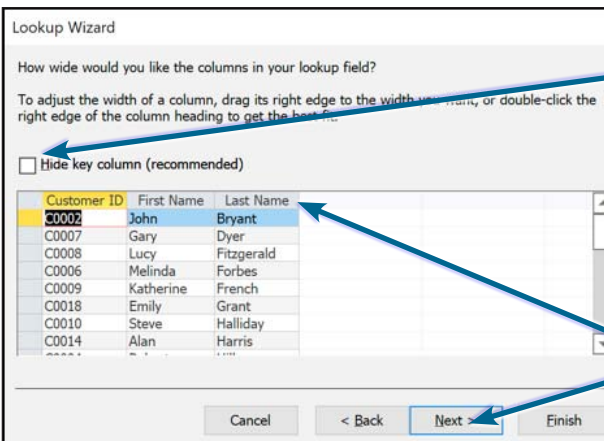 Lookup Wizard
How wide would you like the columns in your lookup field?
To adjust the width of a column, drag its right edge to the width you want, or double-click the
right edge of the column heading to get the best fit.
Hide key column (recommended)
Customer ID First Name Last Name
C0002 John Bryant
C0007 Gary Dyer
C0008 Lucy Fitzgerald
C0006 Melinda Forbes
C0009 Katherine French
C0018 Emily Grant
C0010 Steve Halliday
C0014 Alan Harris
Cancel < Back Next > Finish